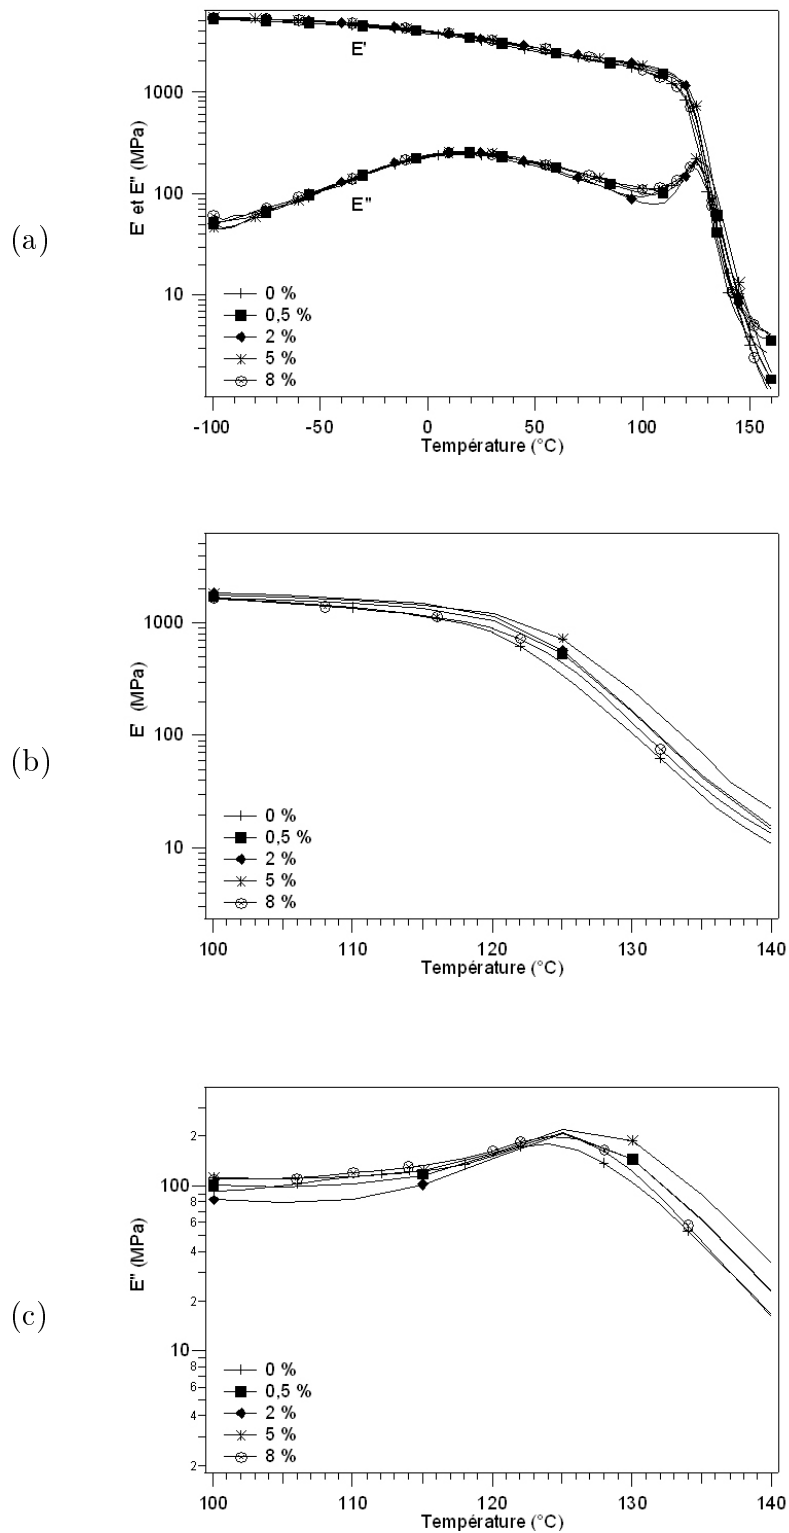 (a)
E' et E" (MPa)
1000
100
10
E'
E"
0 %
0,5 %
2 %
5 %
8 %
-100 -50 0 50 100 150
Température (°C)
(b)
E' (MPa)
1000
100
10
0 %
0,5 %
2 %
5 %
8 %
100 110 120 130 140
Température (°C)
(c)
E" (MPa)
2
100
8
6
4
2
10
8
6
4
2
0 %
0,5 %
2 %
5 %
8 %
100 110 120 130 140
Température (°C)